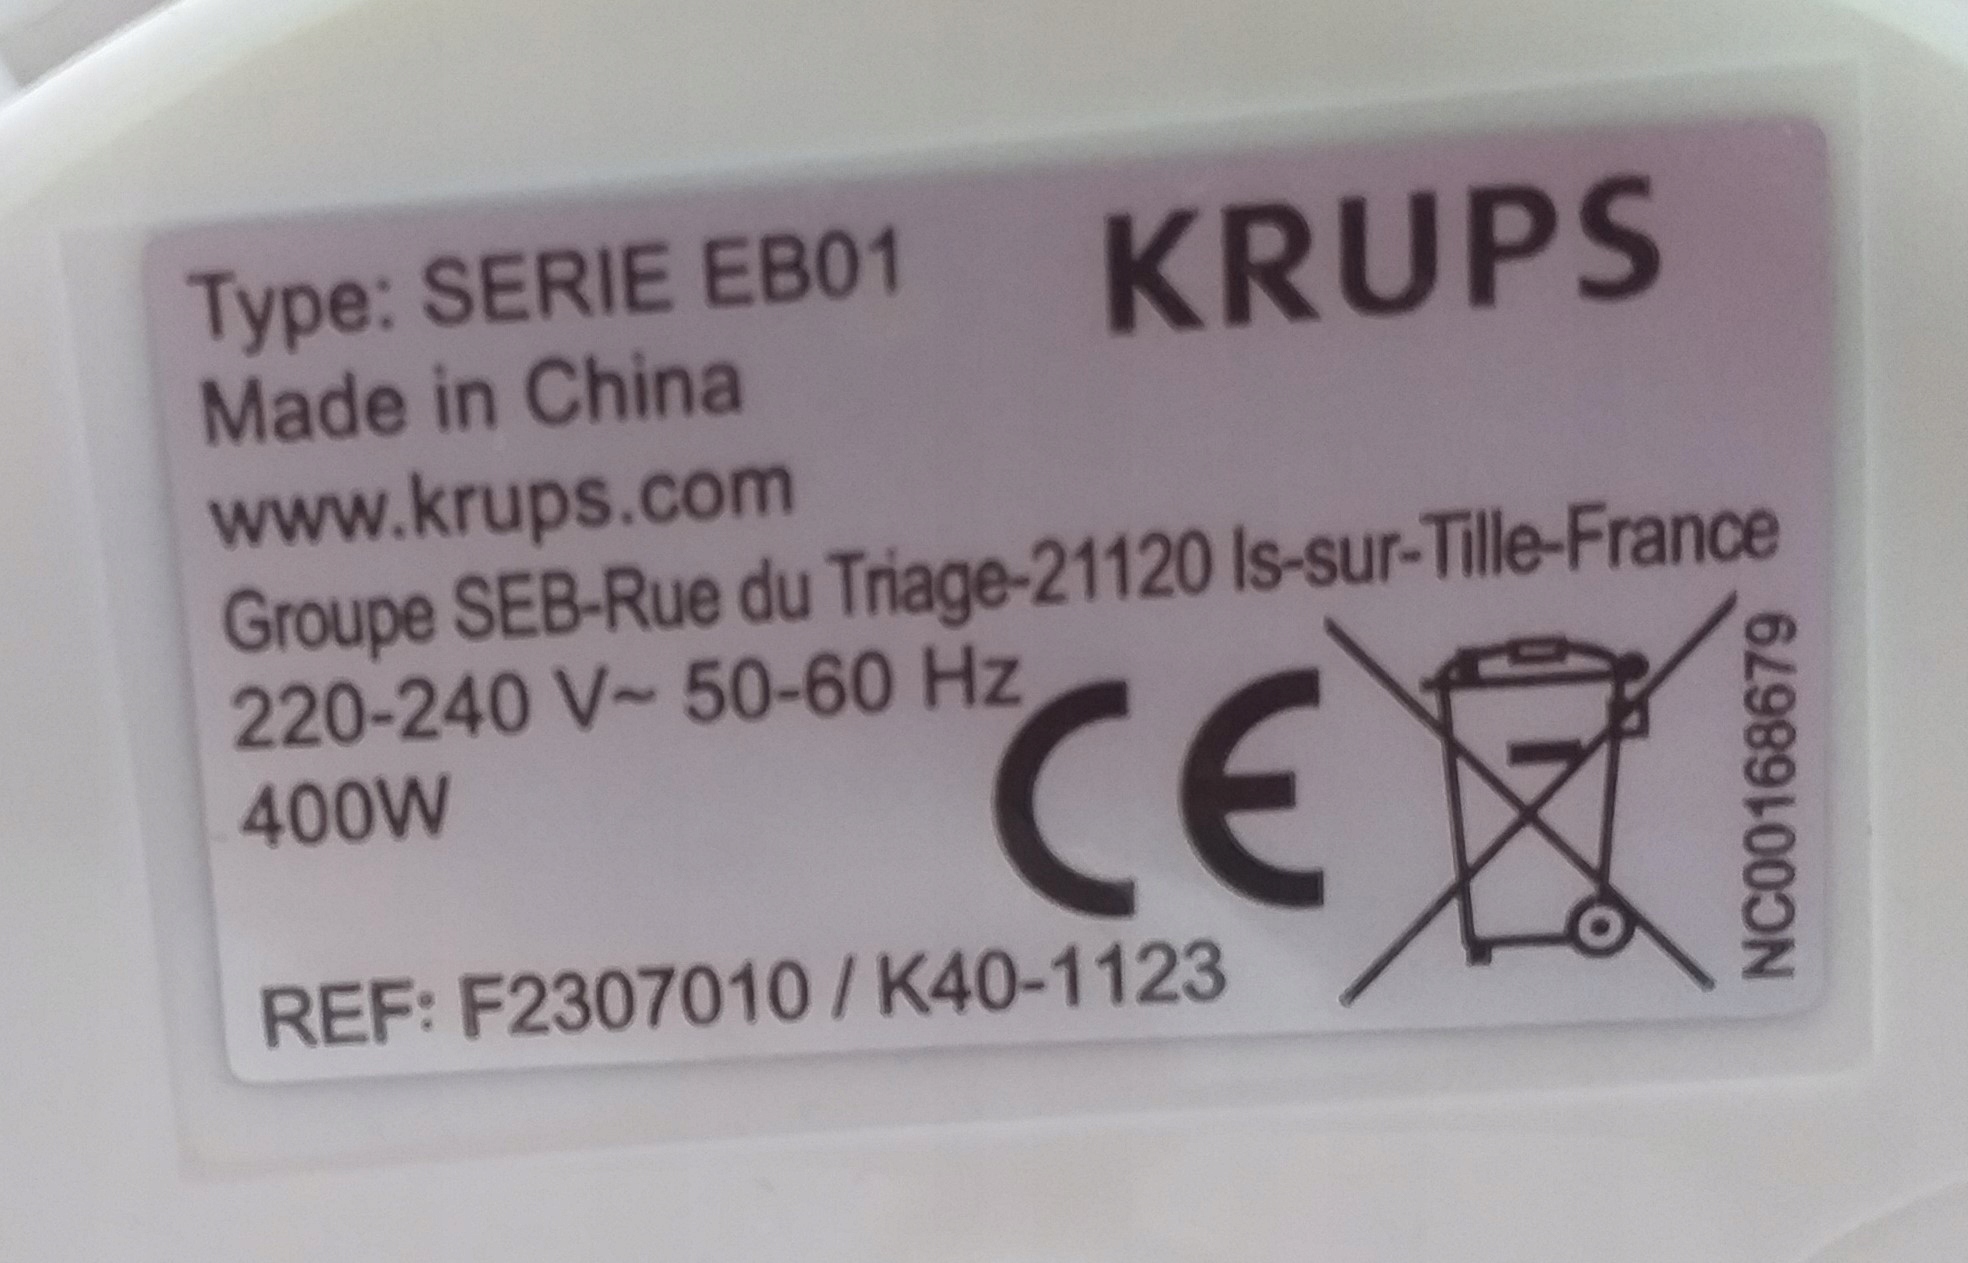 KRUPS
Type: SERIE EB01
Made in China
www.krups.com
Groupe SEB-Rue du Triage-21120 Is-sur-Tille-France
220-240 V~ 50-60 Hz
400W
CE
REF: F2307010 / K40-1123
NC00168679